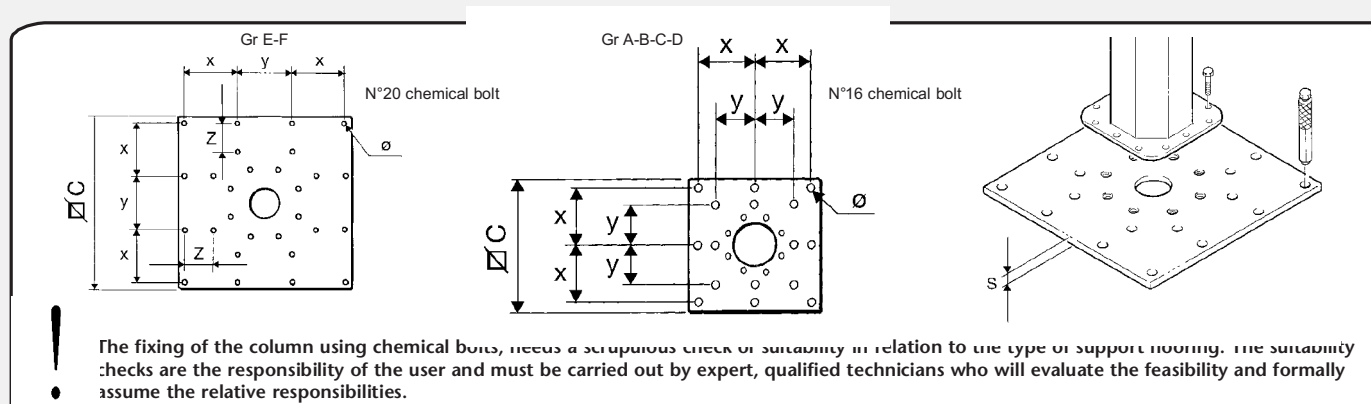 Gr E-F
x y x
N°20 chemical bolt
Z
ø
x
y
x
C
Z
Gr A-B-C-D
x x
N°16 chemical bolt
y y
Ø
x
y
x
y
C
S
!
The fixing of the column using chemical bolts, needs a scrupulous check of suitability in relation to the type of support flooring. The suitability
checks are the responsibility of the user and must be carried out by expert, qualified technicians who will evaluate the feasibility and formally
assume the relative responsibilities.